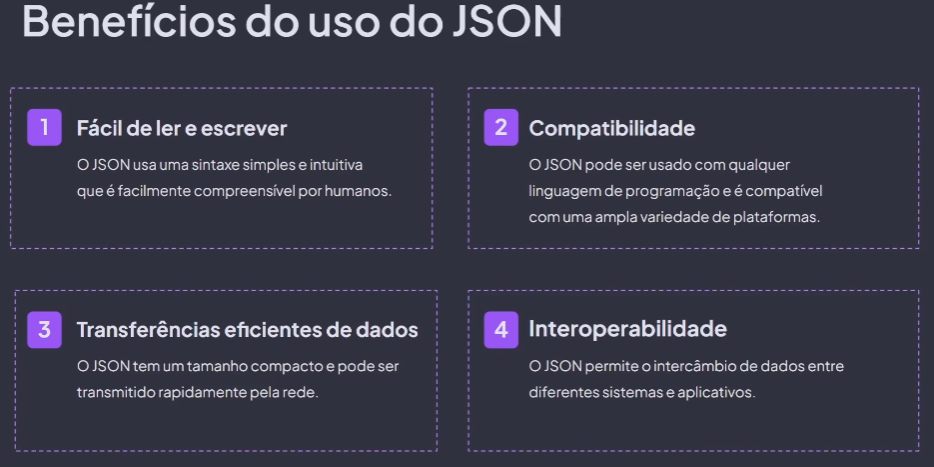 Benefícios do uso do JSON
1 Fácil de ler e escrever
O JSON usa uma sintaxe simples e intuitiva
que é facilmente compreensível por humanos.
2 Compatibilidade
O JSON pode ser usado com qualquer
linguagem de programação e é compatível
com uma ampla variedade de plataformas.
3 Transferências eficientes de dados
O JSON tem um tamanho compacto e pode ser
transmitido rapidamente pela rede.
4 Interoperabilidade
O JSON permite o intercâmbio de dados entre
diferentes sistemas e aplicativos.